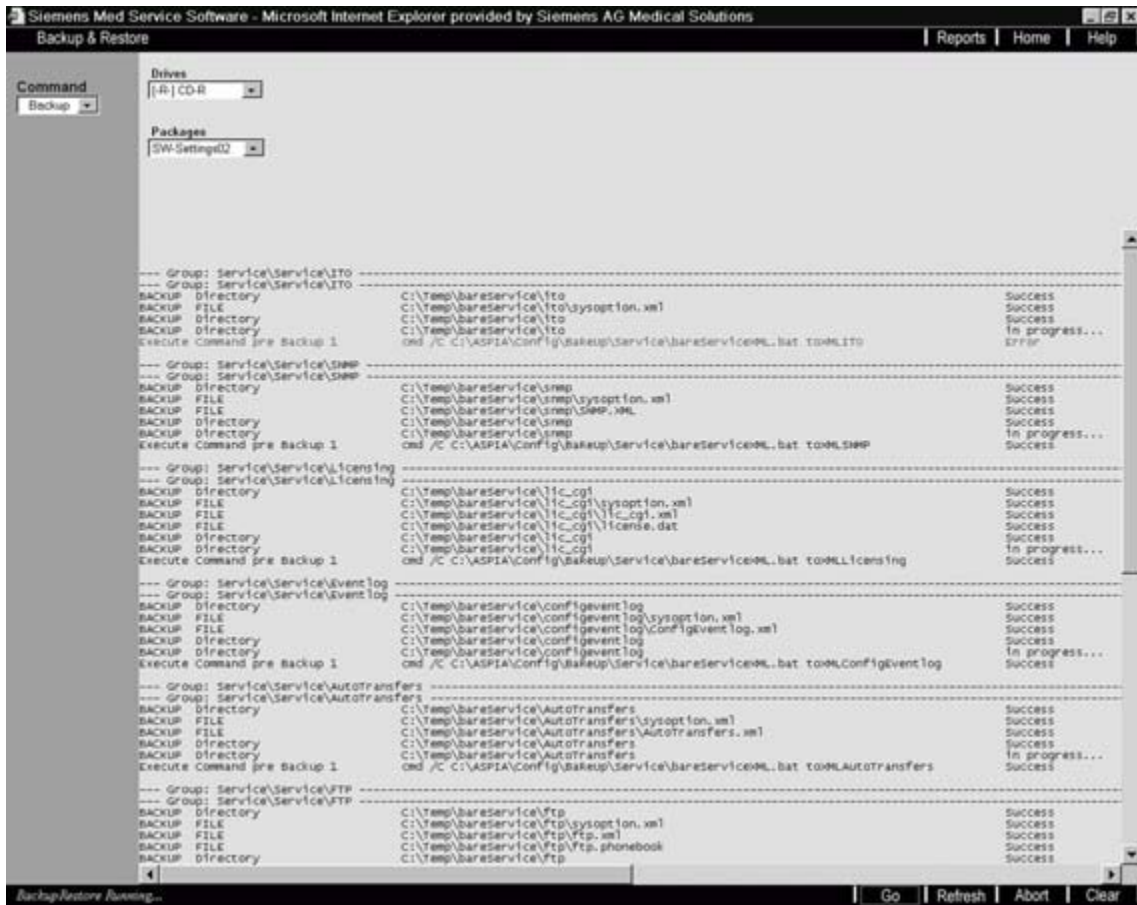 Siemens Med Service Software - Microsoft Internet Explorer provided by Siemens AG Medical Solutions
Backup & Restore | Reports | Home | Help
Command
Backup
Drives
[-R-] CD-R
Packages
SW-Settings02
--- Group: Service\Service\ITO ---
--- Group: Service\Service\ITO ---
BACKUP Directory C:\Temp\bareService\ito Success
BACKUP FILE C:\Temp\bareService\ito\sysoption.xml Success
BACKUP Directory C:\Temp\bareService\ito Success
BACKUP Directory C:\Temp\bareService\ito in progress...
Execute Command pre Backup 1 cmd /C C:\ASPIA\Config\BakeUp\Service\bareServiceXML.bat toXMLITO Error
--- Group: Service\Service\SNMP ---
--- Group: Service\Service\SNMP ---
BACKUP Directory C:\Temp\bareService\snmp Success
BACKUP FILE C:\Temp\bareService\snmp\sysoption.xml Success
BACKUP FILE C:\Temp\bareService\snmp\SNMP.XML Success
BACKUP Directory C:\Temp\bareService\snmp Success
BACKUP Directory C:\Temp\bareService\snmp in progress...
Execute Command pre Backup 1 cmd /C C:\ASPIA\Config\BakeUp\Service\bareServiceXML.bat toXMLSNMP Success
--- Group: Service\Service\Licensing ---
--- Group: Service\Service\Licensing ---
BACKUP Directory C:\Temp\bareService\lic_cgi Success
BACKUP FILE C:\Temp\bareService\lic_cgi\sysoption.xml Success
BACKUP FILE C:\Temp\bareService\lic_cgi\lic_cgi.xml Success
BACKUP FILE C:\Temp\bareService\lic_cgi\license.dat Success
BACKUP Directory C:\Temp\bareService\lic_cgi Success
BACKUP Directory C:\Temp\bareService\lic_cgi in progress...
Execute Command pre Backup 1 cmd /C C:\ASPIA\Config\BakeUp\Service\bareServiceXML.bat toXMLLicensing Success
--- Group: Service\Service\Eventlog ---
--- Group: Service\Service\Eventlog ---
BACKUP Directory C:\Temp\bareService\configeventlog Success
BACKUP FILE C:\Temp\bareService\configeventlog\sysoption.xml Success
BACKUP FILE C:\Temp\bareService\configeventlog\ConfigEventlog.xml Success
BACKUP Directory C:\Temp\bareService\configeventlog Success
BACKUP Directory C:\Temp\bareService\configeventlog in progress...
Execute Command pre Backup 1 cmd /C C:\ASPIA\Config\BakeUp\Service\bareServiceXML.bat toXMLConfigEventlog Success
--- Group: Service\Service\AutoTransfers ---
--- Group: Service\Service\AutoTransfers ---
BACKUP Directory C:\Temp\bareService\AutoTransfers Success
BACKUP FILE C:\Temp\bareService\AutoTransfers\sysoption.xml Success
BACKUP FILE C:\Temp\bareService\AutoTransfers\AutoTransfers.xml Success
BACKUP Directory C:\Temp\bareService\AutoTransfers Success
BACKUP Directory C:\Temp\bareService\AutoTransfers in progress...
Execute Command pre Backup 1 cmd /C C:\ASPIA\Config\BakeUp\Service\bareServiceXML.bat toXMLAutoTransfers Success
--- Group: Service\Service\FTP ---
--- Group: Service\Service\FTP ---
BACKUP Directory C:\Temp\bareService\ftp Success
BACKUP FILE C:\Temp\bareService\ftp\sysoption.xml Success
BACKUP FILE C:\Temp\bareService\ftp\ftp.xml Success
BACKUP FILE C:\Temp\bareService\ftp\ftp.phonebook Success
BACKUP Directory C:\Temp\bareService\ftp Success
BackupRestore Running... | Go | Refresh | Abort | Clear